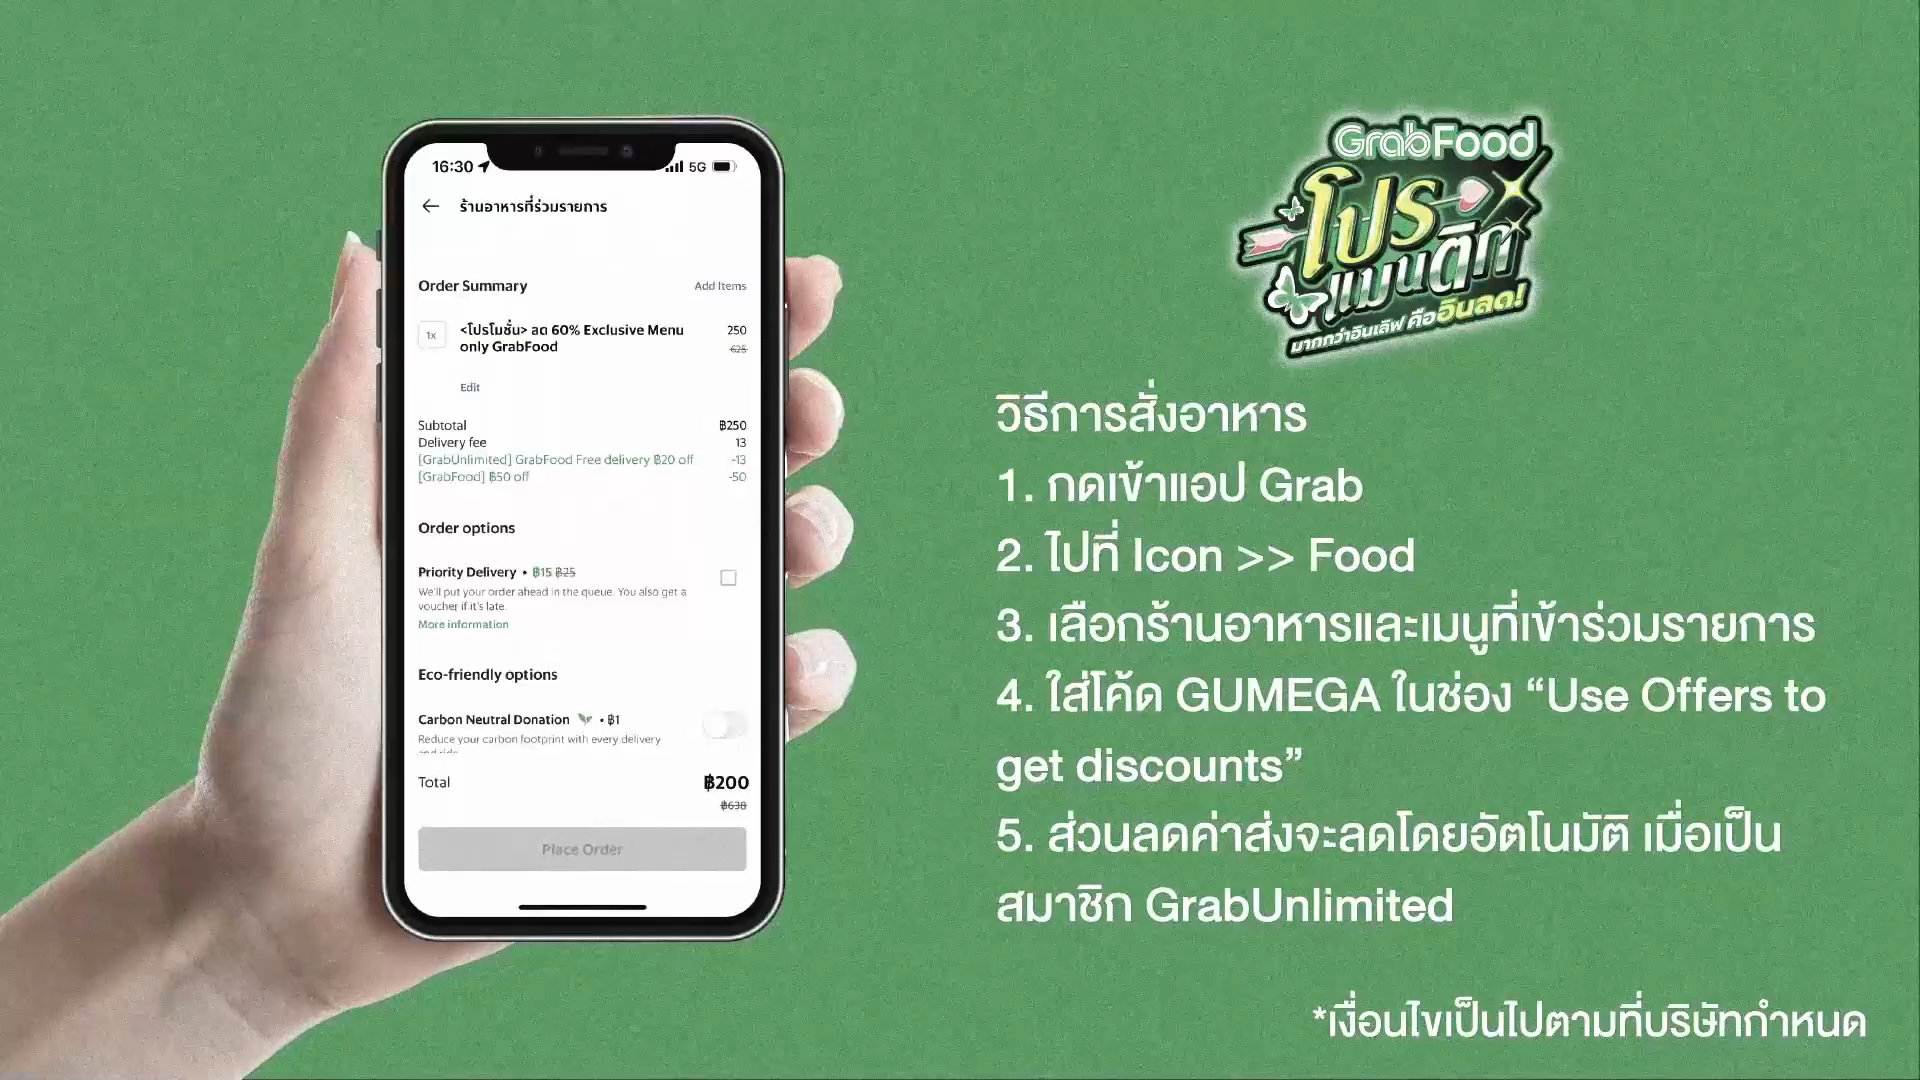 16:30
5G
ร้านอาหารที่ร่วมรายการ
Order Summary
Add Items
1x
<โปรโมชั่น> ลด 60% Exclusive Menu
only GrabFood
250
625
Edit
Subtotal ฿250
Delivery fee 13
[GrabUnlimited] GrabFood Free delivery ฿20 off -13
[GrabFood] ฿50 off -50
Order options
Priority Delivery • ฿15 ฿25
We'll put your order ahead in the queue. You also get a
voucher if it's late.
More information
Eco-friendly options
Carbon Neutral Donation • ฿1
Reduce your carbon footprint with every delivery
and ride
Total ฿200
฿638
Place Order
GrabFood
โปร
แมนติก
มากกว่าอินเลิฟ คืออินลด!
วิธีการสั่งอาหาร
1. กดเข้าแอป Grab
2. ไปที่ Icon >> Food
3. เลือกร้านอาหารและเมนูที่เข้าร่วมรายการ
4. ใส่โค้ด GUMEGA ในช่อง “Use Offers to
get discounts”
5. ส่วนลดค่าส่งจะลดโดยอัตโนมัติ เมื่อเป็น
สมาชิก GrabUnlimited
*เงื่อนไขเป็นไปตามที่บริษัทกำหนด